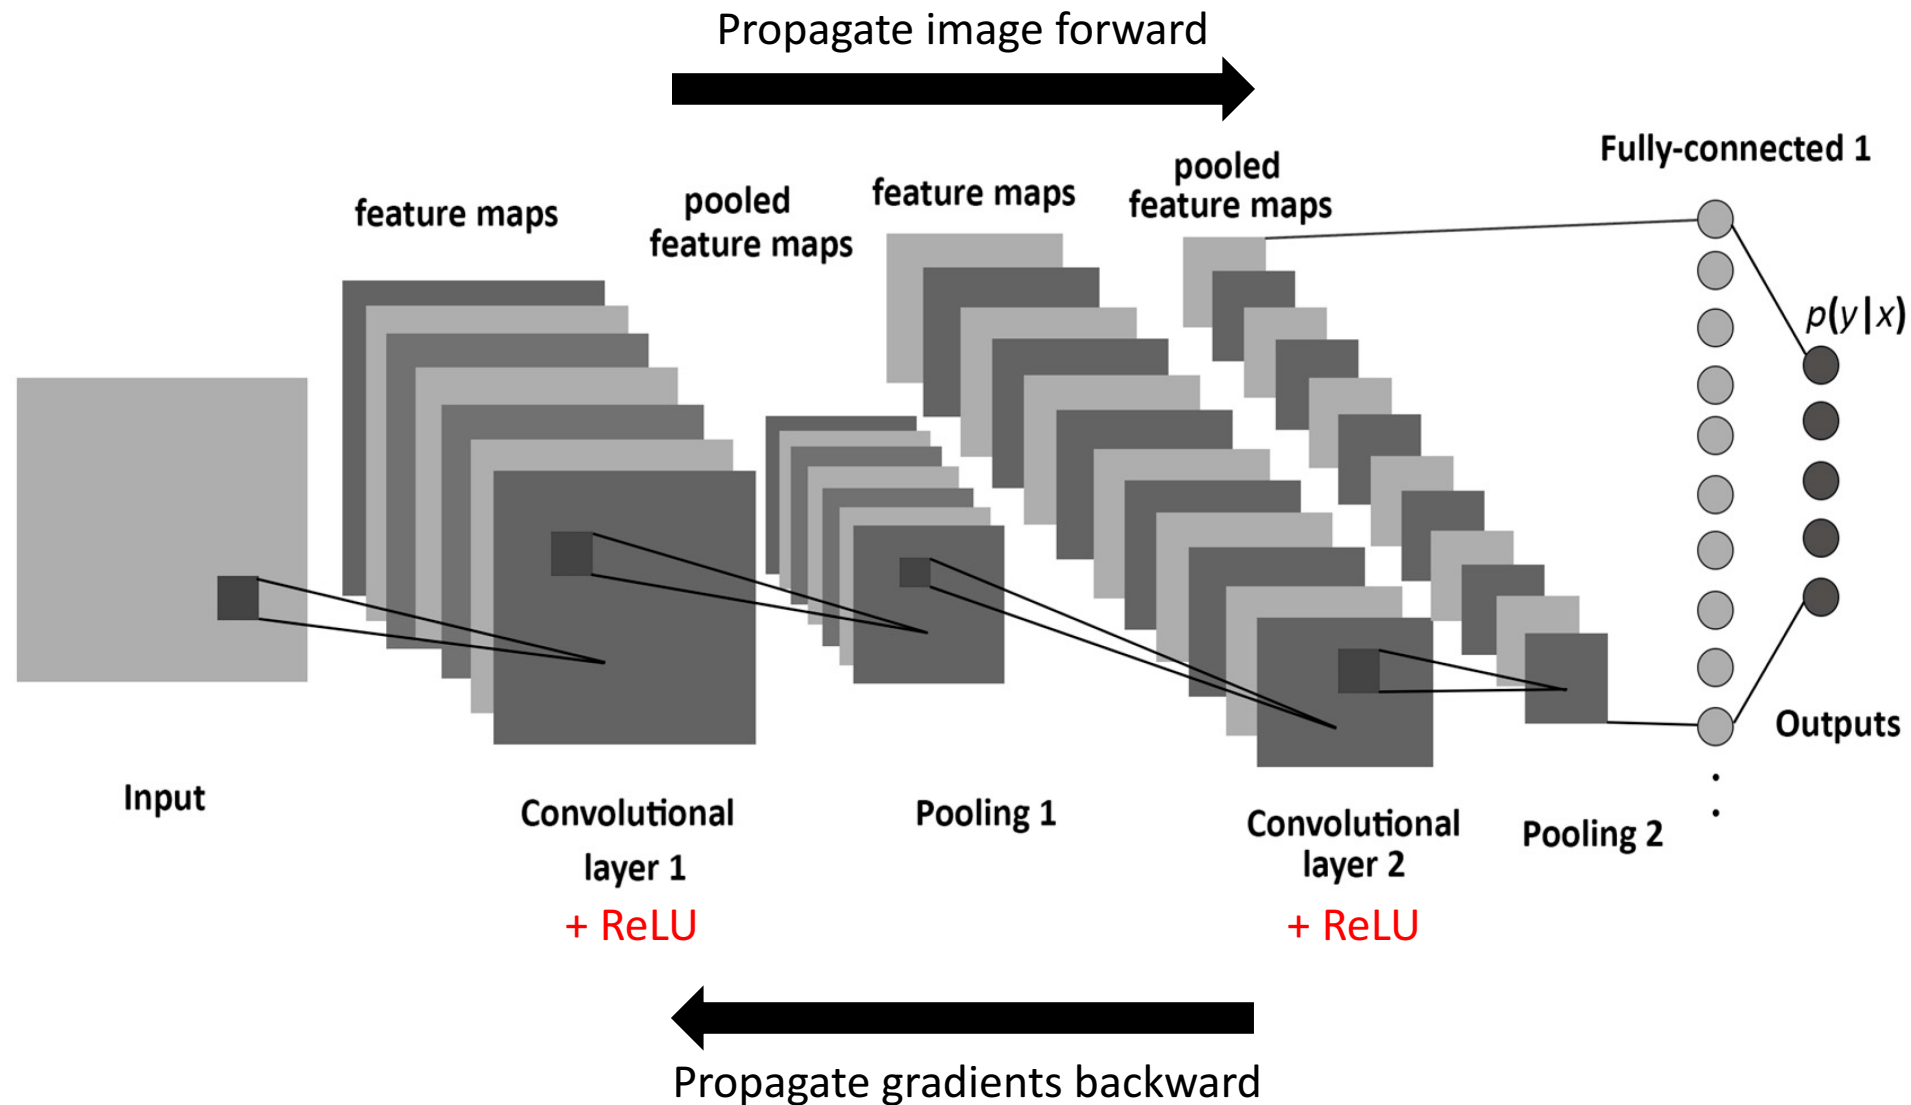 Propagate image forward
Fully-connected 1
feature maps
pooled
feature maps
feature maps
pooled
feature maps
p(y|x)
Input
Convolutional
layer 1
+ ReLU
Pooling 1
Convolutional
layer 2
+ ReLU
Pooling 2
Outputs
Propagate gradients backward